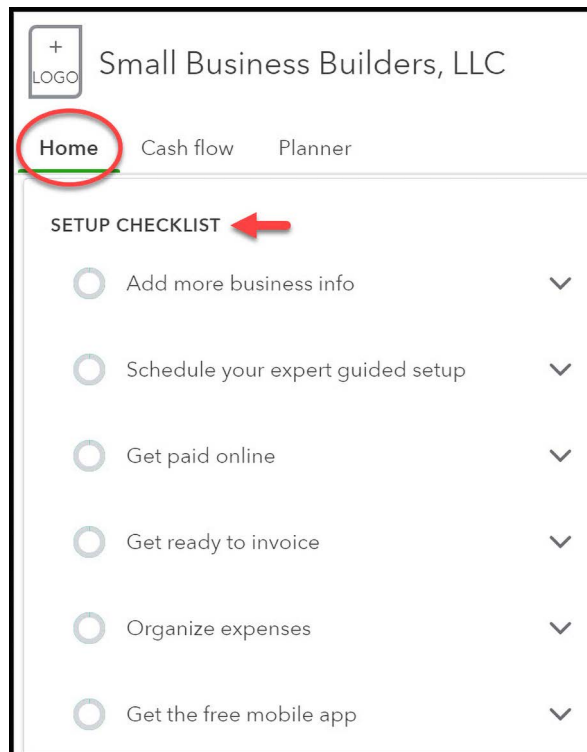 +
LOGO
Small Business Builders, LLC
Home Cash flow Planner
SETUP CHECKLIST
Add more business info
Schedule your expert guided setup
Get paid online
Get ready to invoice
Organize expenses
Get the free mobile app